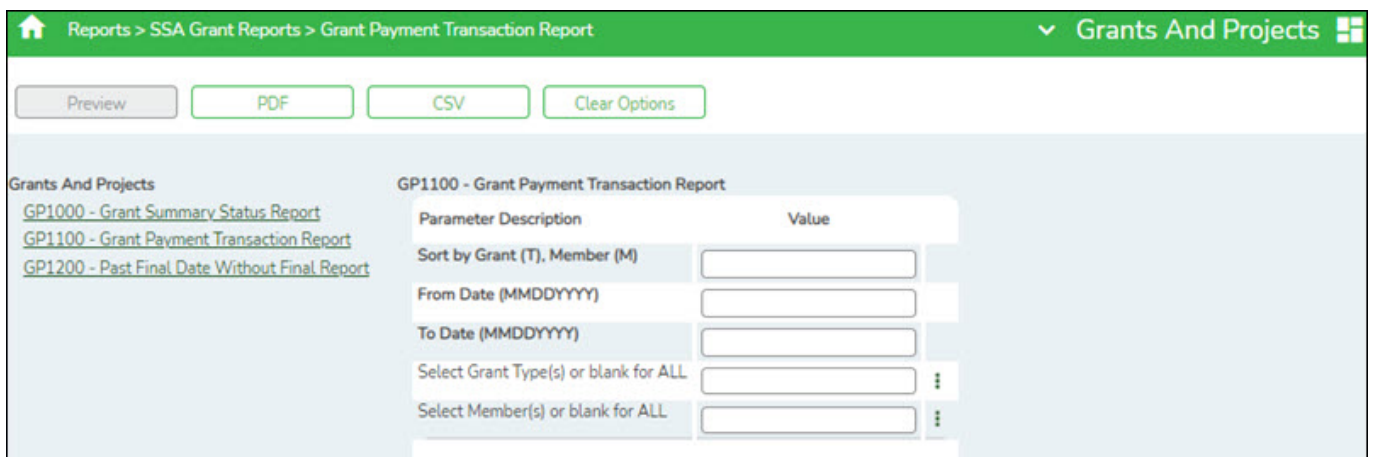 Reports > SSA Grant Reports > Grant Payment Transaction Report
Grants And Projects
Preview
PDF
CSV
Clear Options
Grants And Projects
GP1000 - Grant Summary Status Report
GP1100 - Grant Payment Transaction Report
GP1200 - Past Final Date Without Final Report
GP1100 - Grant Payment Transaction Report
Parameter Description Value
Sort by Grant (T), Member (M)
From Date (MMDDYYYY)
To Date (MMDDYYYY)
Select Grant Type(s) or blank for ALL
Select Member(s) or blank for ALL